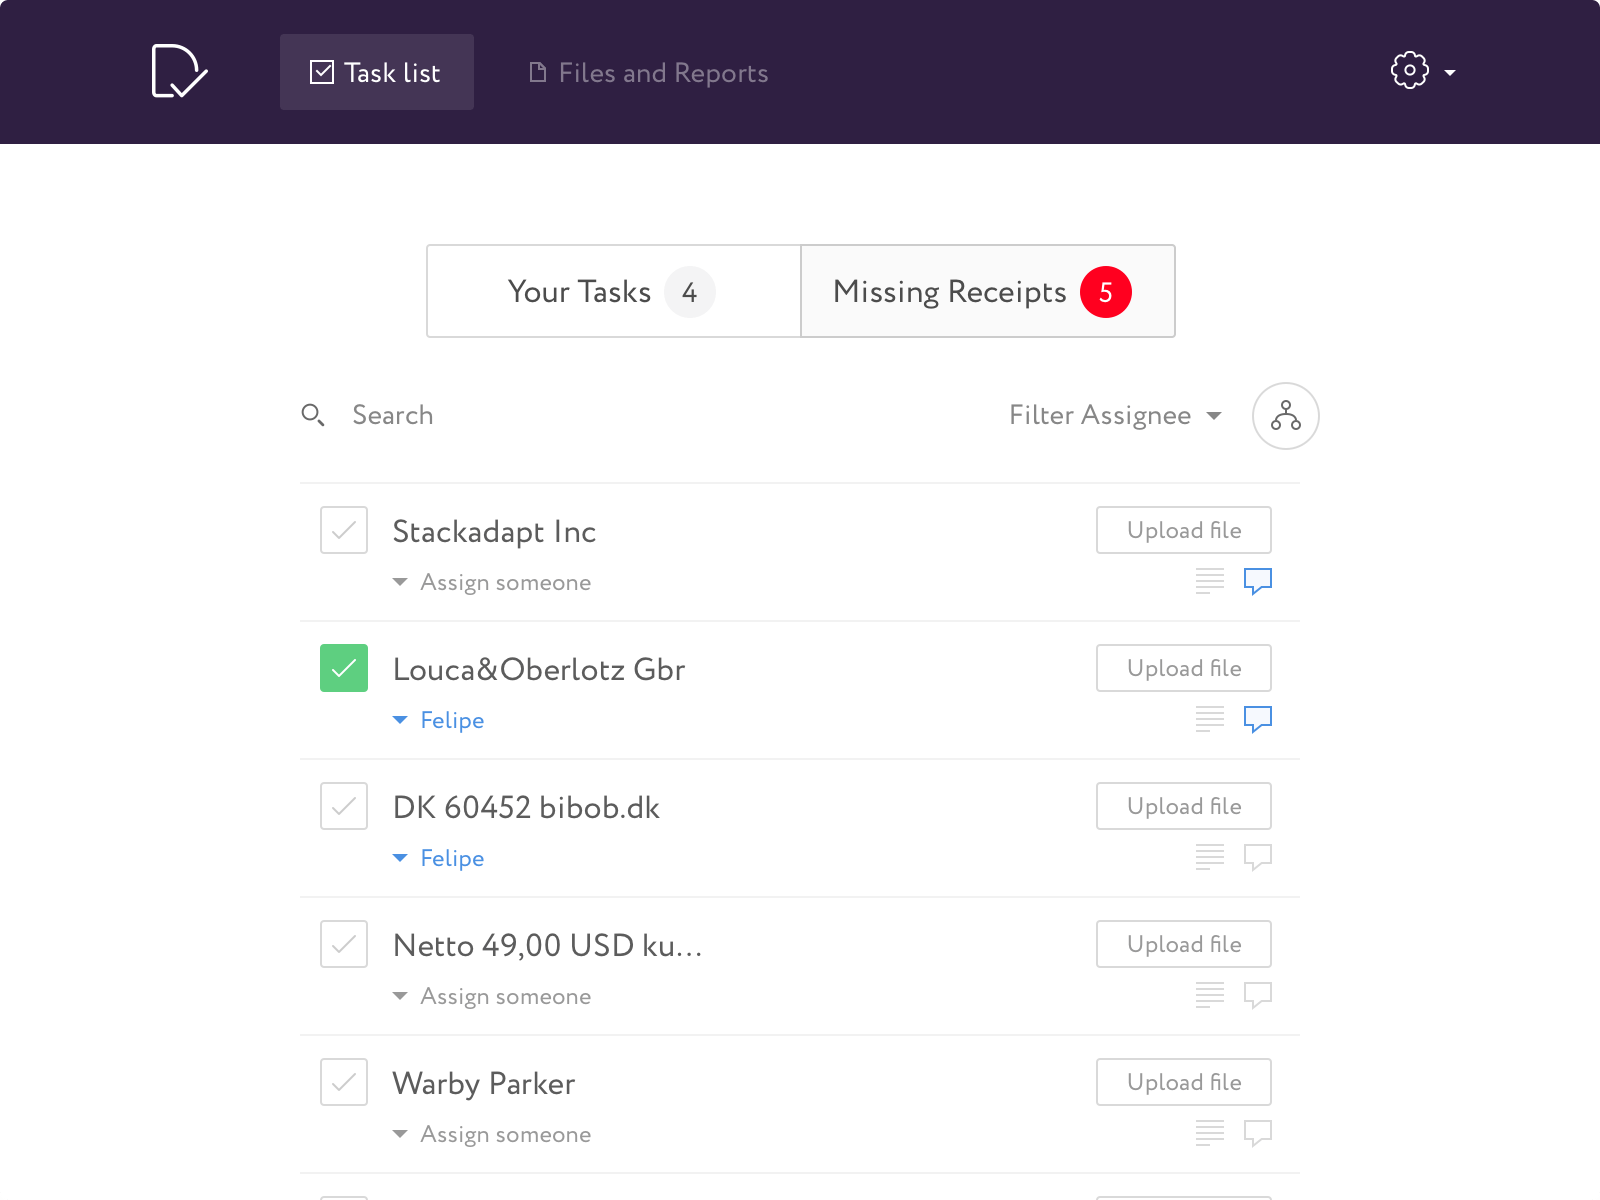 Task list
Files and Reports
Your Tasks 4
Missing Receipts 5
Search
Filter Assignee
Stackadapt Inc
Upload file
Assign someone
Louca&Oberlotz Gbr
Upload file
Felipe
DK 60452 bibob.dk
Upload file
Felipe
Netto 49,00 USD ku...
Upload file
Assign someone
Warby Parker
Upload file
Assign someone